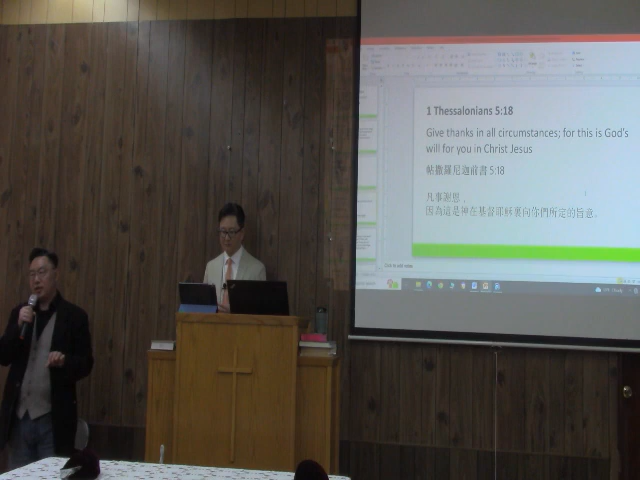 1 Thessalonians 5:18
Give thanks in all circumstances; for this is God's
will for you in Christ Jesus
帖撒羅尼迦前書 5:18
凡事謝恩，
因為這是神在基督耶穌裏向你們所定的旨意。